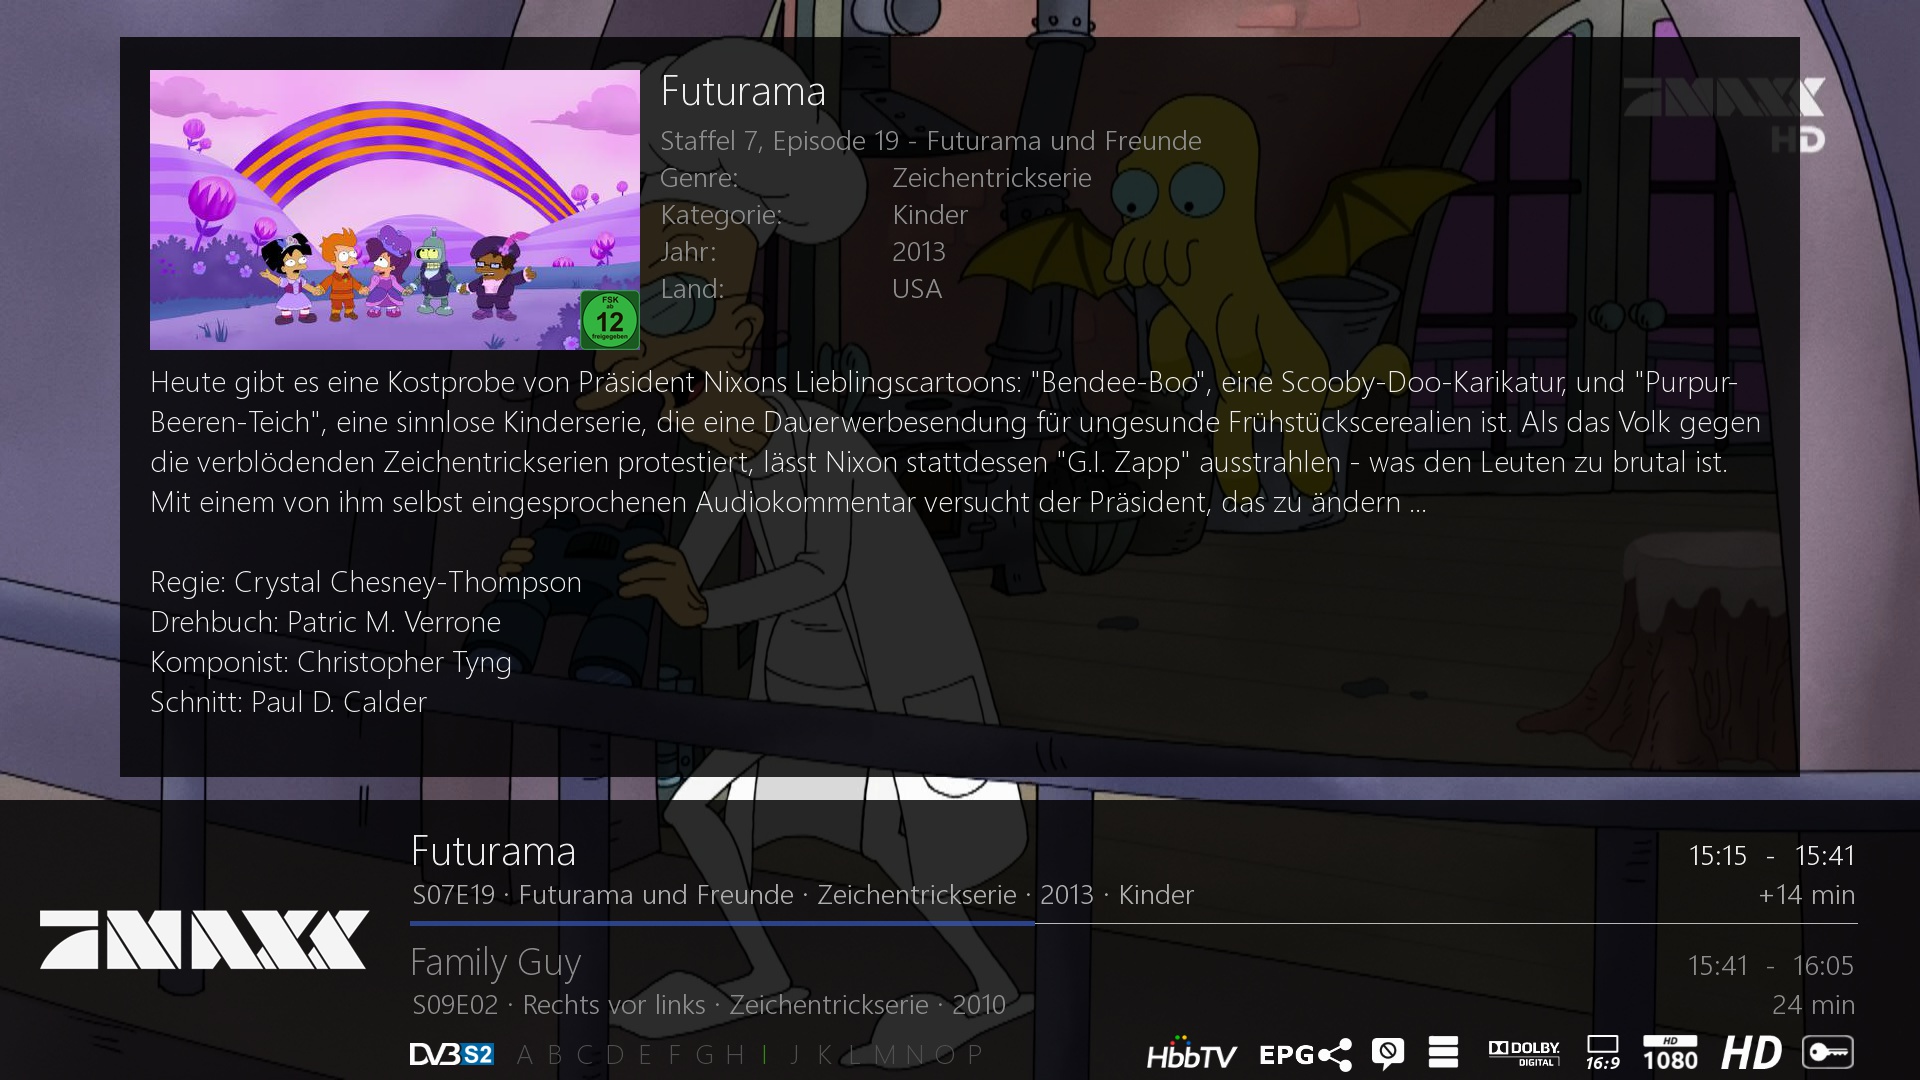 Futurama
Staffel 7, Episode 19 - Futurama und Freunde
Genre: Zeichentrickserie
Kategorie: Kinder
Jahr: 2013
Land: USA
7MAXX
HD
FSK
ab
12
freigegeben
Heute gibt es eine Kostprobe von Präsident Nixons Lieblingscartoons: "Bendee-Boo", eine Scooby-Doo-Karikatur, und "Purpur-
Beeren-Teich", eine sinnlose Kinderserie, die eine Dauerwerbesendung für ungesunde Frühstückscerealien ist. Als das Volk gegen
die verblödenden Zeichentrickserien protestiert, lässt Nixon stattdessen "G.I. Zapp" ausstrahlen - was den Leuten zu brutal ist.
Mit einem von ihm selbst eingesprochenen Audiokommentar versucht der Präsident, das zu ändern ...
Regie: Crystal Chesney-Thompson
Drehbuch: Patric M. Verrone
Komponist: Christopher Tyng
Schnitt: Paul D. Calder
7MAXX
Futurama 15:15 - 15:41
S07E19 · Futurama und Freunde · Zeichentrickserie · 2013 · Kinder +14 min
Family Guy 15:41 - 16:05
S09E02 · Rechts vor links · Zeichentrickserie · 2010 24 min
DVB S2 A B C D E F G H I J K L M N O P HbbTV EPG DOLBY DIGITAL 16:9 HD 1080 HD